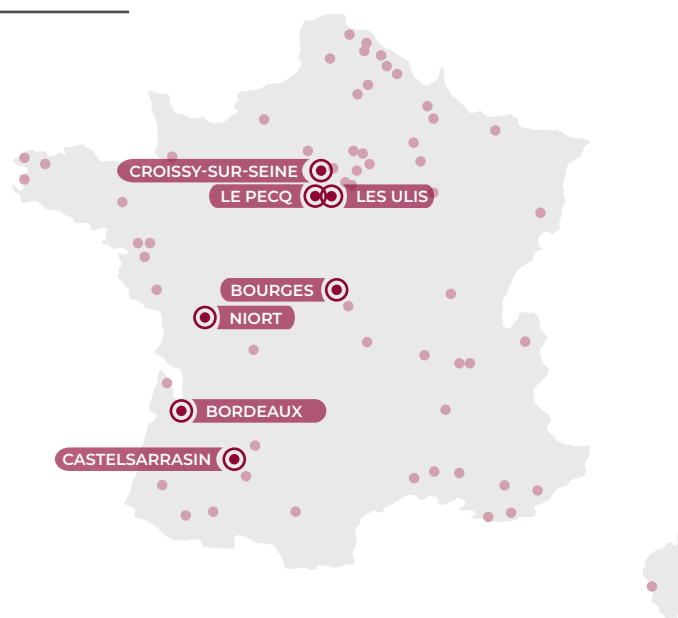 CROISSY-SUR-SEINE
LE PECQ
LES ULIS
BOURGES
NIORT
BORDEAUX
CASTELSARRASIN